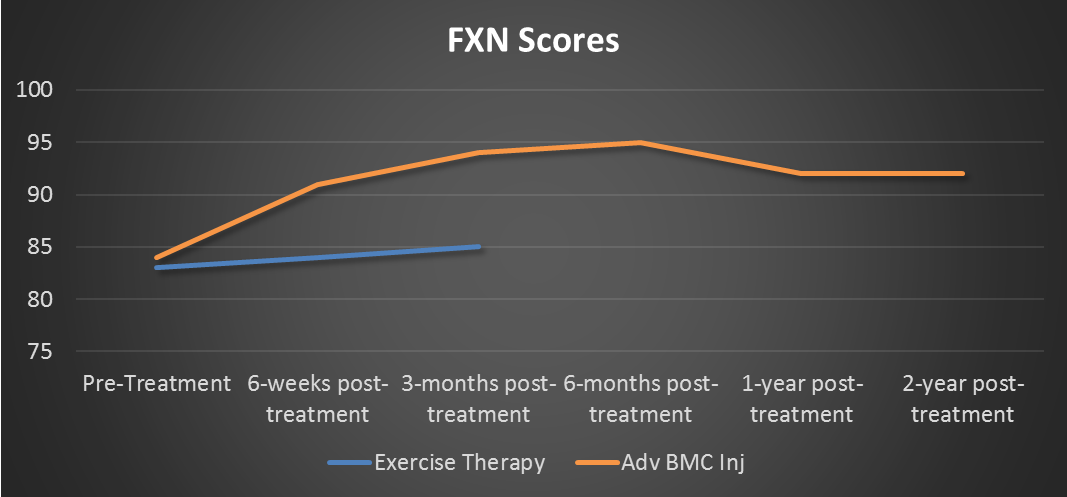 FXN Scores
100
95
90
85
80
75
Pre-Treatment 6-weeks post- 3-months post- 6-months post- 1-year post- 2-year post-
treatment treatment treatment treatment treatment
Exercise Therapy Adv BMC Inj